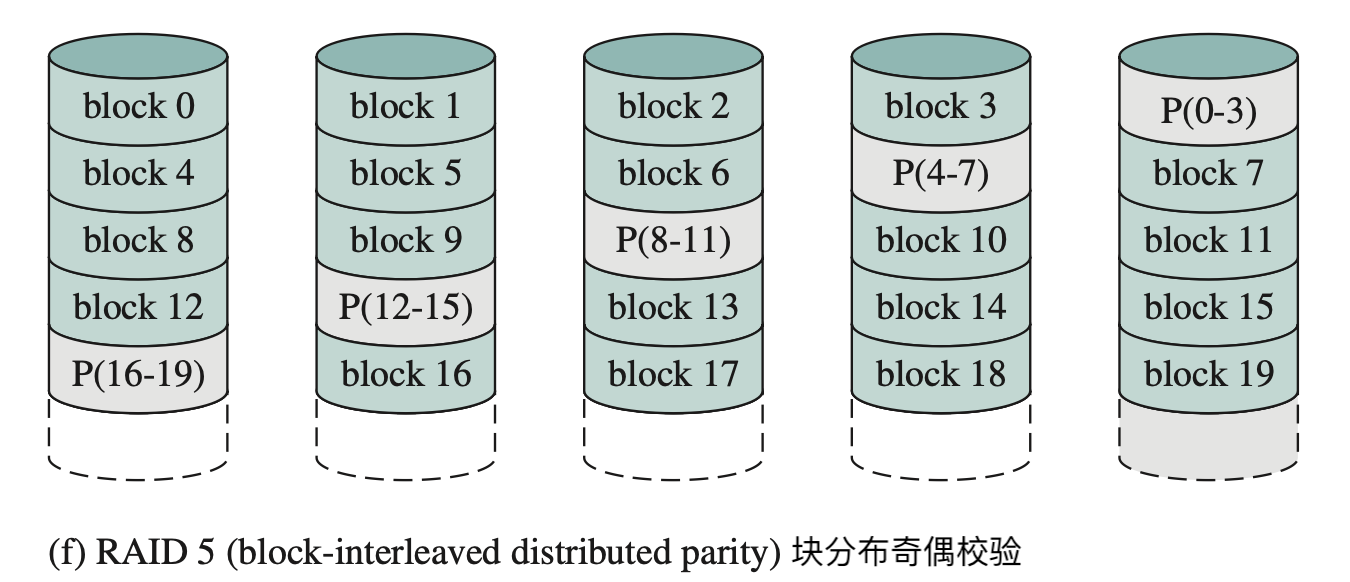 block 0 block 1 block 2 block 3 P(0-3)
block 4 block 5 block 6 P(4-7) block 7
block 8 block 9 P(8-11) block 10 block 11
block 12 P(12-15) block 13 block 14 block 15
P(16-19) block 16 block 17 block 18 block 19
(f) RAID 5 (block-interleaved distributed parity) 块分布奇偶校验